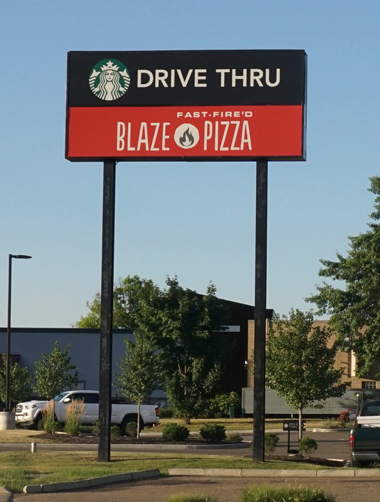 DRIVE THRU
FAST-FIRE'D
BLAZE PIZZA